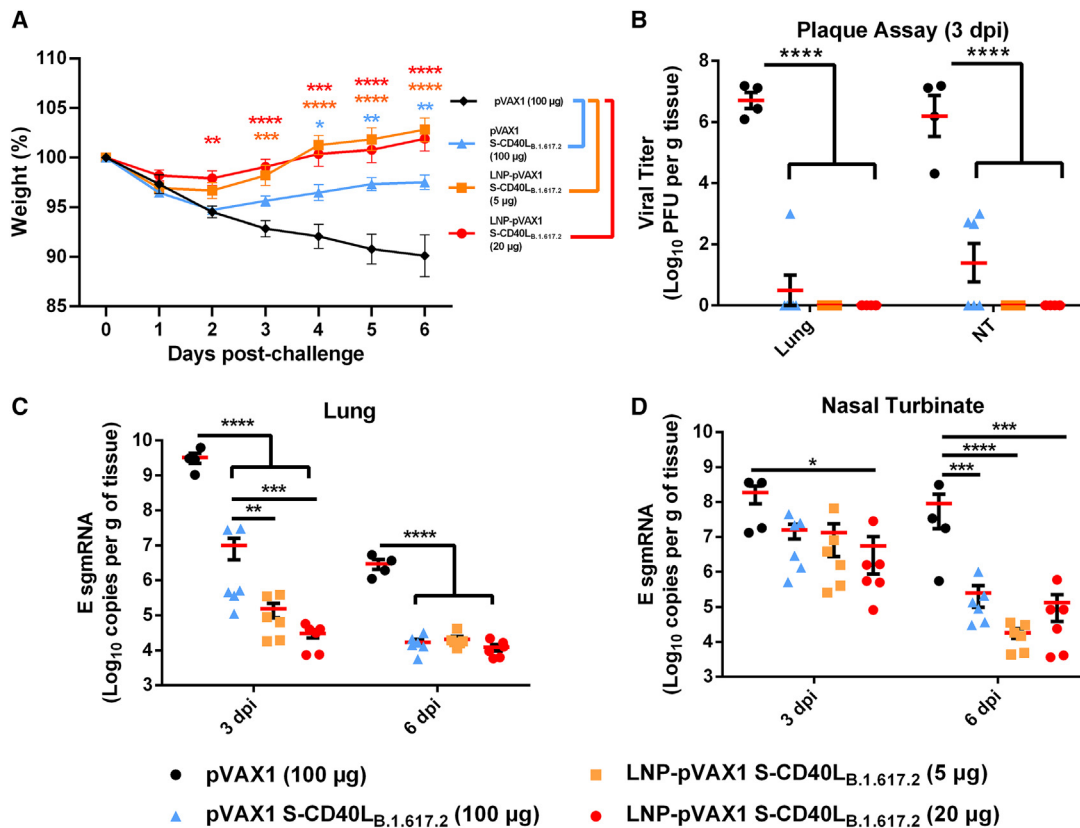 A
110
105
100
95
90
85
Weight (%)
0 1 2 3 4 5 6
Days post-challenge
**
****
***
***
****
*
****
****
**
****
****
**
pVAX1 (100 µg)
pVAX1
S-CD40L_B.1.617.2
(100 µg)
LNP-pVAX1
S-CD40L_B.1.617.2
(5 µg)
LNP-pVAX1
S-CD40L_B.1.617.2
(20 µg)
B
Plaque Assay (3 dpi)
**** ****
8
6
4
2
0
Viral Titer
(Log₁₀ PFU per g tissue)
Lung NT
C
Lung
10
9
8
7
6
5
4
3
E sgmRNA
(Log₁₀ copies per g of tissue)
****
***
**
****
3 dpi 6 dpi
D
Nasal Turbinate
10
9
8
7
6
5
4
3
E sgmRNA
(Log₁₀ copies per g of tissue)
*
***
****
***
3 dpi 6 dpi
pVAX1 (100 µg)
pVAX1 S-CD40L_B.1.617.2 (100 µg)
LNP-pVAX1 S-CD40L_B.1.617.2 (5 µg)
LNP-pVAX1 S-CD40L_B.1.617.2 (20 µg)